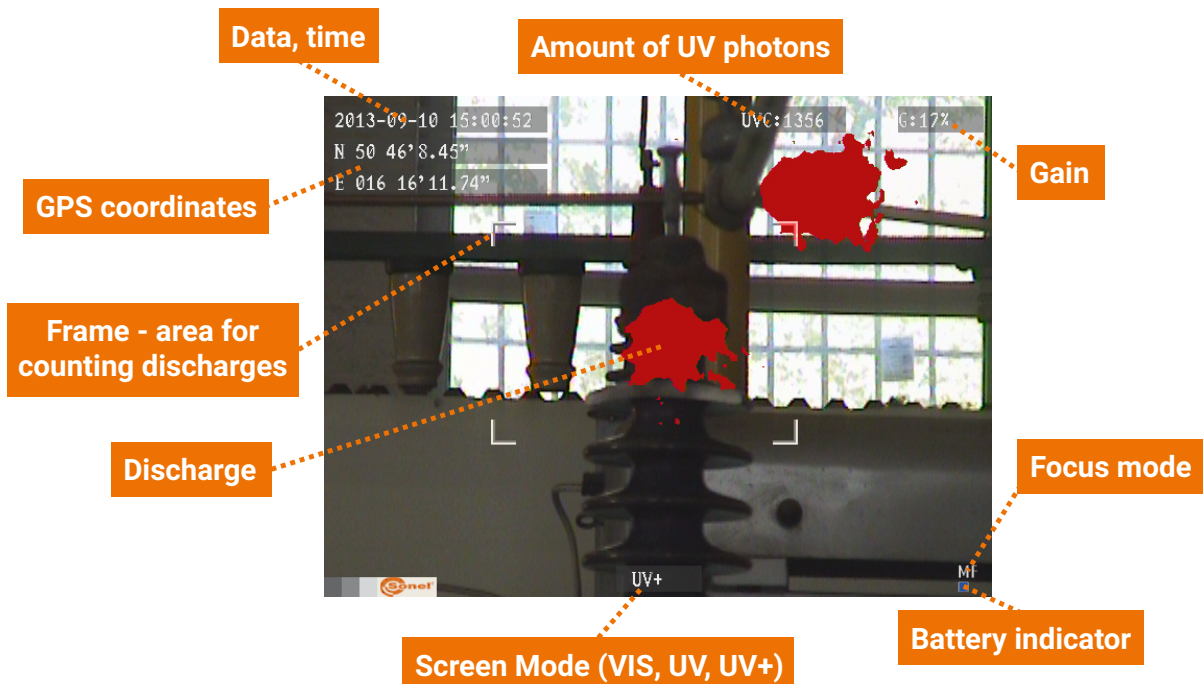 Data, time
Amount of UV photons
2013-09-10 15:00:52
UVC:1356
G:17%
N 50 46'8.45"
E 016 16'11.74"
Gain
GPS coordinates
Frame - area for
counting discharges
Discharge
Focus mode
MF
UV+
Sonel
Battery indicator
Screen Mode (VIS, UV, UV+)